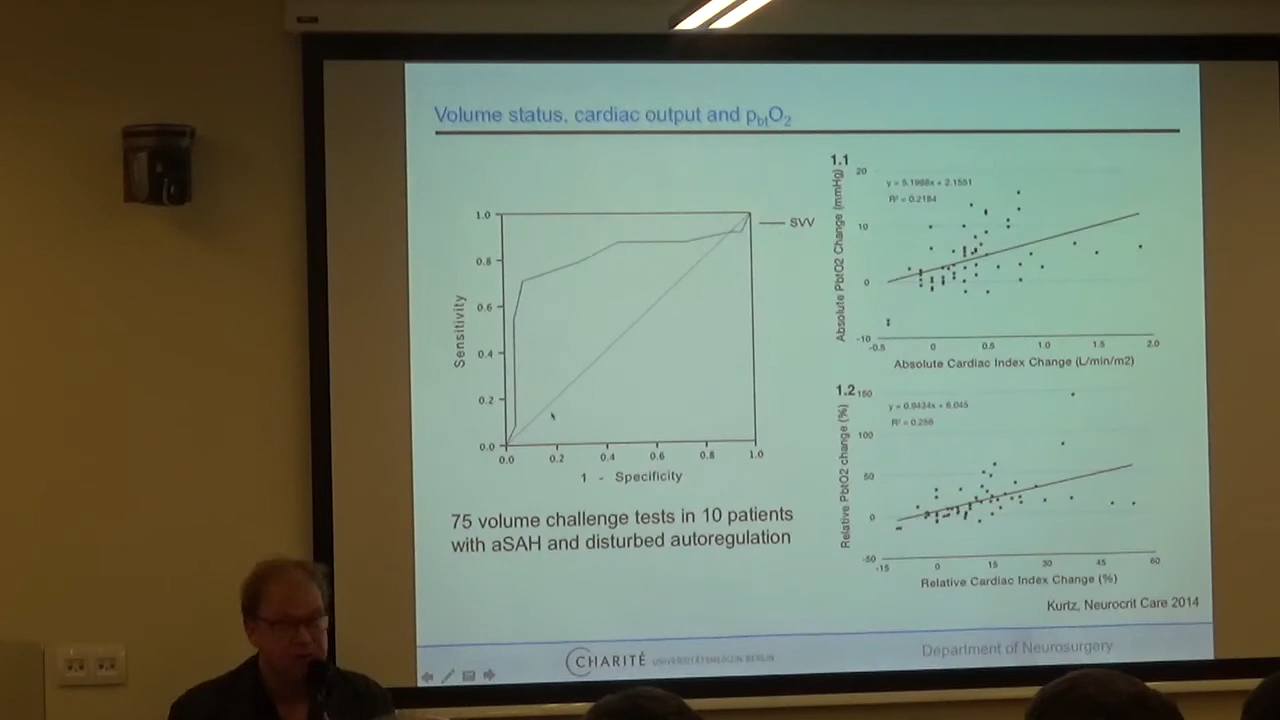 Volume status, cardiac output and pbtO2
1.0
0.8
0.6
0.4
0.2
0.0
Sensitivity
0.0 0.2 0.4 0.6 0.8 1.0
1 - Specificity
SVV
75 volume challenge tests in 10 patients
with aSAH and disturbed autoregulation
1.1
20
10
0
-10
Absolute PbtO2 Change (mmHg)
y = 5.1988x + 2.1551
R² = 0.2184
-0.5 0 0.5 1.0 1.5 2.0
Absolute Cardiac Index Change (L/min/m2)
1.2
150
100
50
0
-50
Relative PbtO2 change (%)
y = 0.9434x + 6.045
R² = 0.256
-15 0 15 30 45 60
Relative Cardiac Index Change (%)
Kurtz, Neurocrit Care 2014
CHARITÉ UNIVERSITÄTSMEDIZIN BERLIN
Department of Neurosurgery